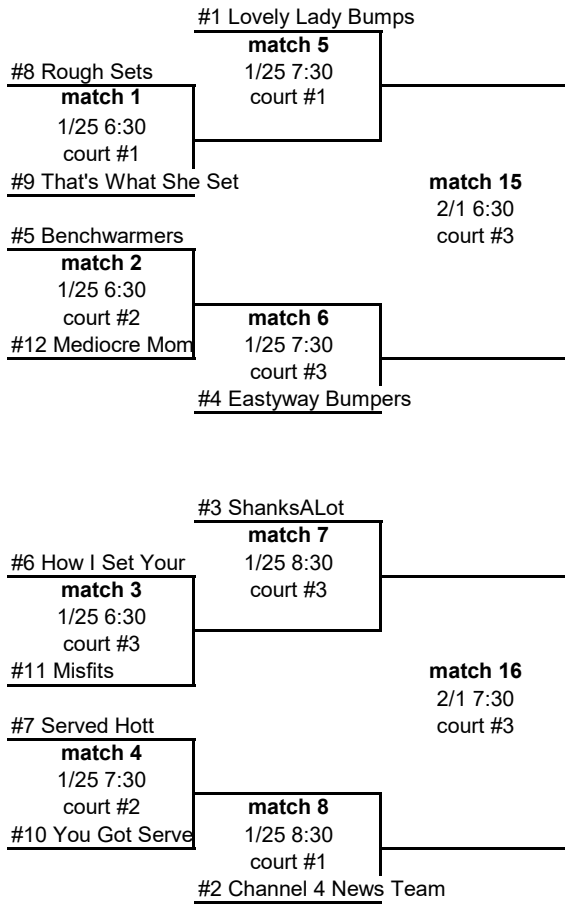 #1 Lovely Lady Bumps
match 5
#8 Rough Sets
1/25 7:30
match 1
court #1
1/25 6:30
court #1
#9 That's What She Set
match 15
2/1 6:30
#5 Benchwarmers
court #3
match 2
1/25 6:30
court #2
match 6
#12 Mediocre Mom
1/25 7:30
court #3
#4 Eastyway Bumpers
#3 ShanksALot
match 7
#6 How I Set Your
1/25 8:30
match 3
court #3
1/25 6:30
court #3
#11 Misfits
match 16
2/1 7:30
#7 Served Hott
court #3
match 4
1/25 7:30
court #2
match 8
#10 You Got Serve
1/25 8:30
court #1
#2 Channel 4 News Team